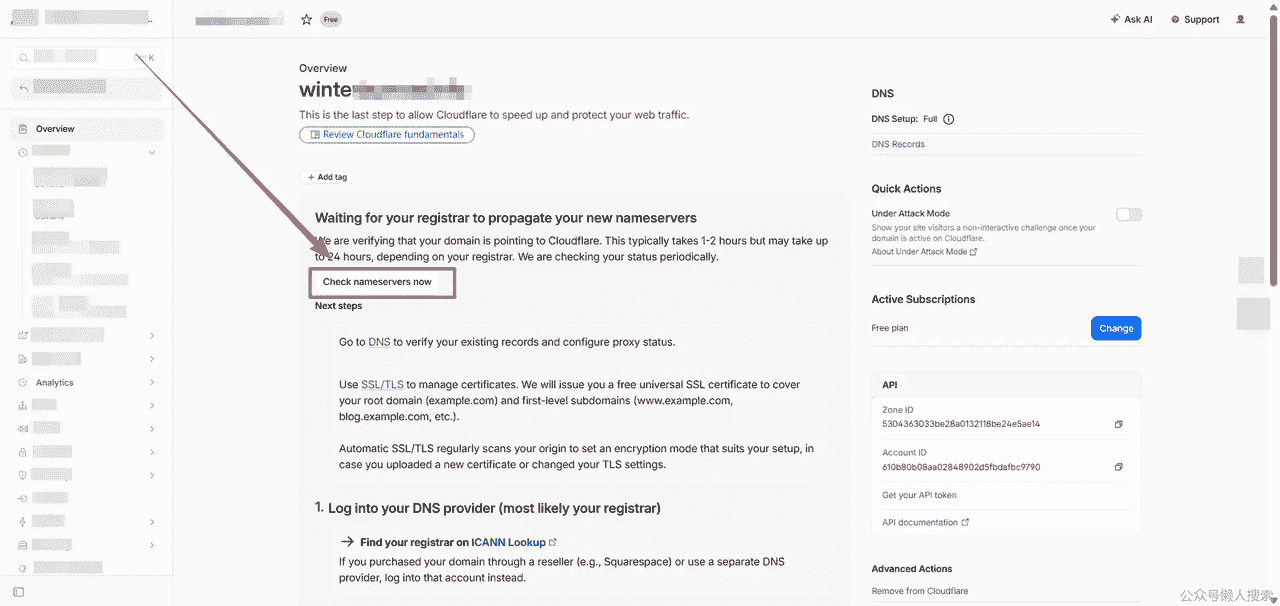 Free
Ask AI
Support
Ctrl K
Overview
Analytics
Overview
winte
This is the last step to allow Cloudflare to speed up and protect your web traffic.
Review Cloudflare fundamentals
+ Add tag
Waiting for your registrar to propagate your new nameservers
We are verifying that your domain is pointing to Cloudflare. This typically takes 1-2 hours but may take up
to 24 hours, depending on your registrar. We are checking your status periodically.
Check nameservers now
Next steps
Go to DNS to verify your existing records and configure proxy status.
Use SSL/TLS to manage certificates. We will issue you a free universal SSL certificate to cover
your root domain (example.com) and first-level subdomains (www.example.com,
blog.example.com, etc.).
Automatic SSL/TLS regularly scans your origin to set an encryption mode that suits your setup, in
case you uploaded a new certificate or changed your TLS settings.
1. Log into your DNS provider (most likely your registrar)
→ Find your registrar on ICANN Lookup
If you purchased your domain through a reseller (e.g., Squarespace) or use a separate DNS
provider, log into that account instead.
DNS
DNS Setup: Full
DNS Records
Quick Actions
Under Attack Mode
Show your site visitors a non-interactive challenge once your
domain is active on Cloudflare.
About Under Attack Mode
Active Subscriptions
Free plan
Change
API
Zone ID
5304363033be28a0132118be24e5ae14
Account ID
610b80b08aa02848902d5fbdafbc9790
Get your API token
API documentation
Advanced Actions
Remove from Cloudflare
公众号懒人搜索